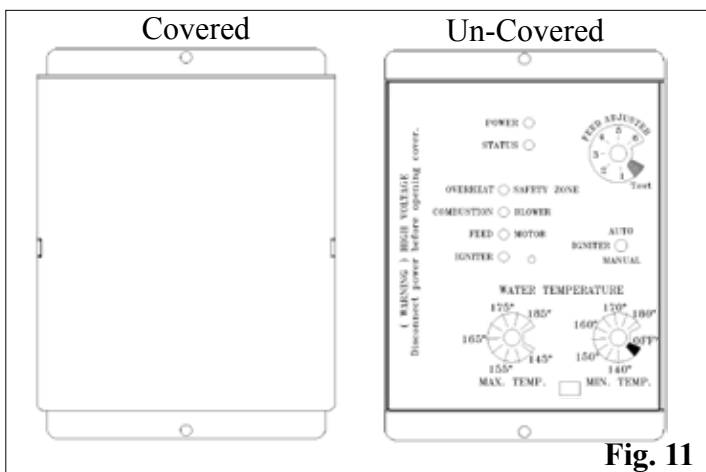 Covered
Un-Covered
( WARNING ) HIGH VOLTAGE
Disconnect power before opening cover.
POWER
STATUS
FEED ADJUSTER
1 2 3 4 5 6
Test
OVERHEAT SAFETY ZONE
COMBUSTION BLOWER
FEED MOTOR
IGNITER
AUTO
IGNITER
MANUAL
WATER TEMPERATURE
175° 185°
165°
155° 145°
MAX. TEMP.
170° 180°
160° OFF°
150° 140°
MIN. TEMP.
Fig. 11